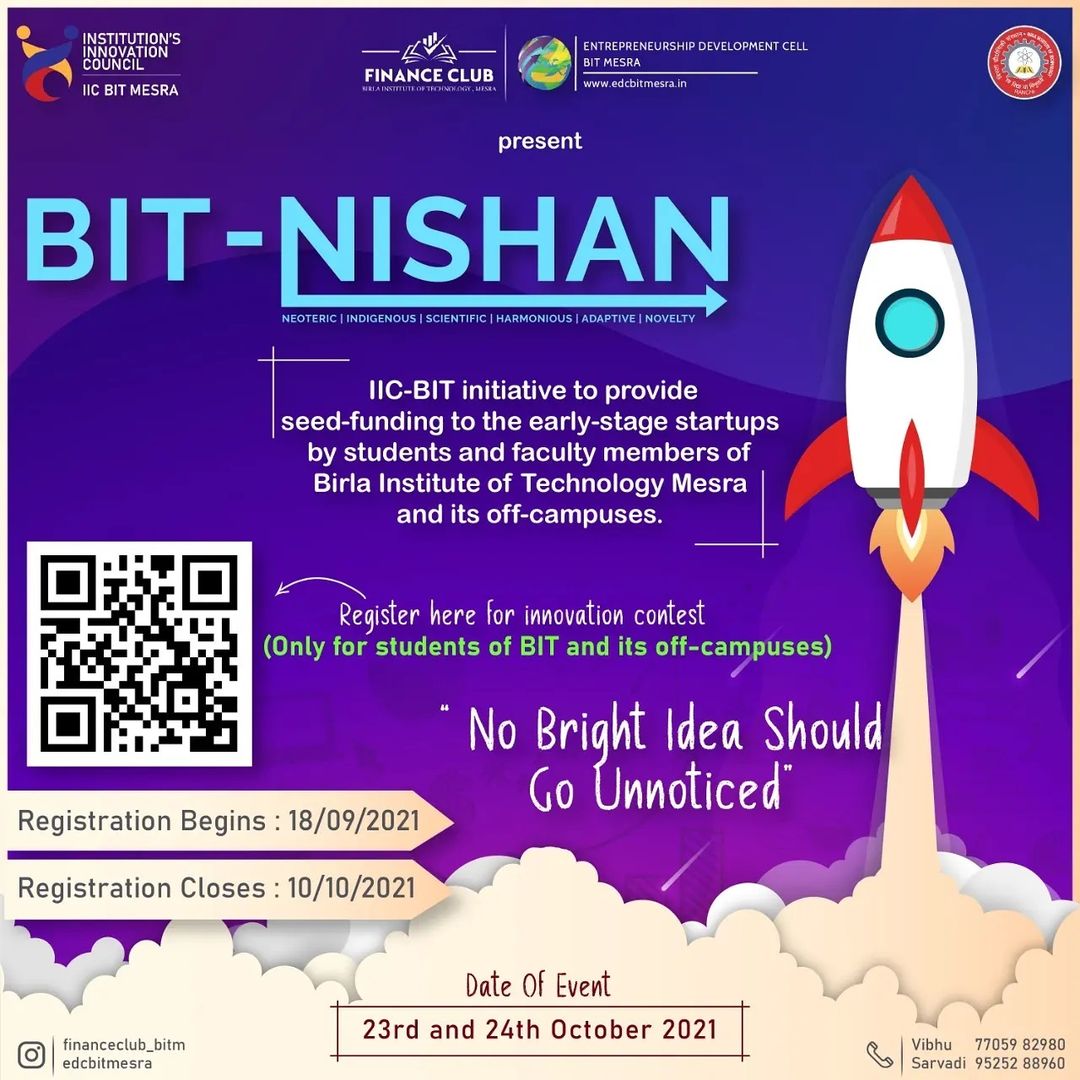 INSTITUTION'S
INNOVATION
COUNCIL
IIC BIT MESRA
FINANCE CLUB
BIRLA INSTITUTE OF TECHNOLOGY, MESRA
ENTREPRENEURSHIP DEVELOPMENT CELL
BIT MESRA
www.edcbitmesra.in
RANCHI
present
BIT-NISHAN
NEOTERIC | INDIGENOUS | SCIENTIFIC | HARMONIOUS | ADAPTIVE | NOVELTY
IIC-BIT initiative to provide
seed-funding to the early-stage startups
by students and faculty members of
Birla Institute of Technology Mesra
and its off-campuses.
Register here for innovation contest
(Only for students of BIT and its off-campuses)
" No Bright Idea Should
Go Unnoticed"
Registration Begins : 18/09/2021
Registration Closes : 10/10/2021
Date Of Event
23rd and 24th October 2021
financeclub_bitm
edcbitmesra
Vibhu 77059 82980
Sarvadi 95252 88960